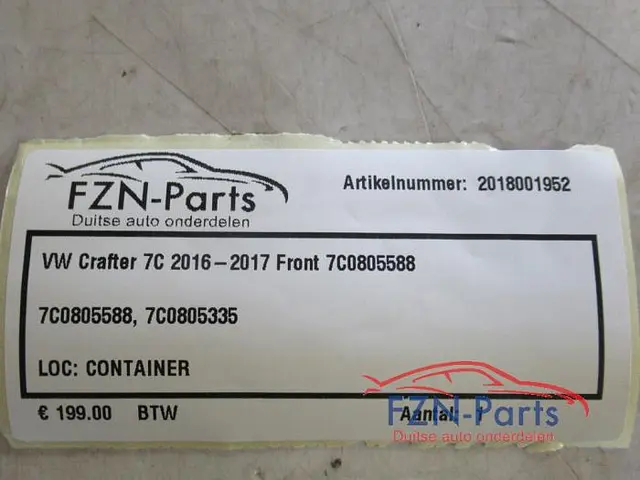 FZN-Parts
Duitse auto onderdelen
Artikelnummer: 2018001952
VW Crafter 7C 2016-2017 Front 7C0805588
7C0805588, 7C0805335
LOC: CONTAINER
€ 199.00 BTW
Aantal: 1
FZN-Parts
Duitse auto onderdelen